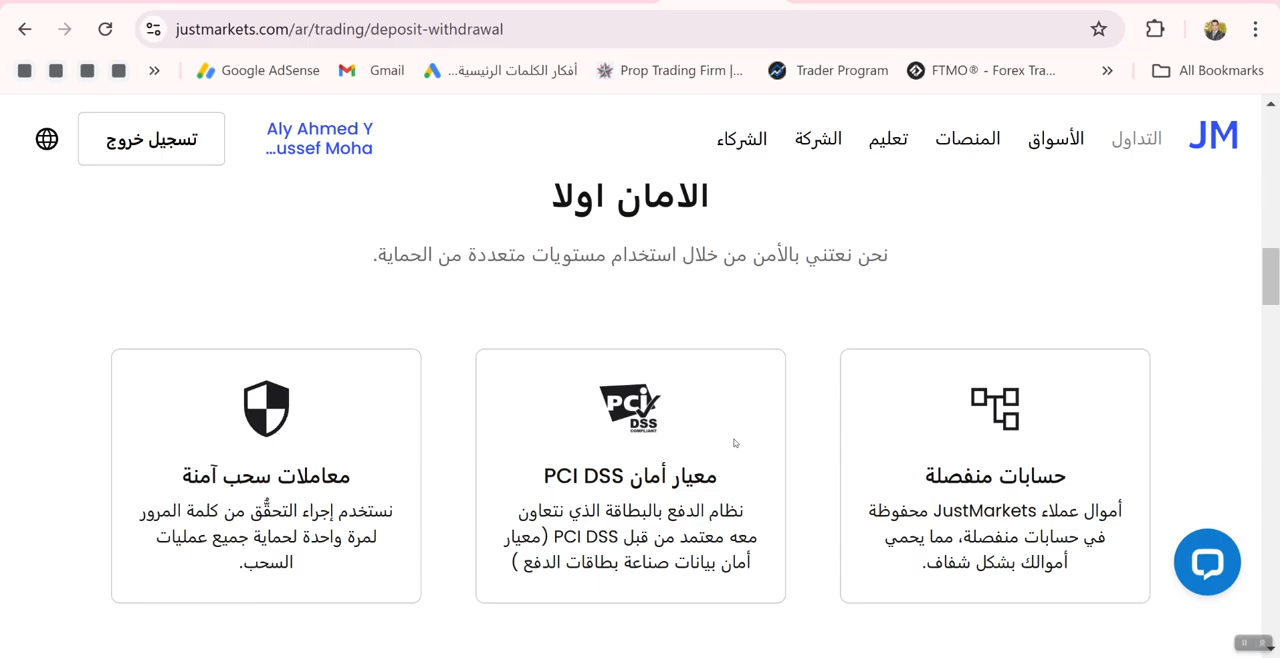 justmarkets.com/ar/trading/deposit-withdrawal
Google AdSense
Gmail
أفكار الكلمات الرئيسية...
Prop Trading Firm |...
Trader Program
FTMO® - Forex Tra...
All Bookmarks
JM
التداول
الأسواق
المنصات
تعليم
الشركة
الشركاء
Aly Ahmed Y
ussef Moha...
تسجيل خروج
الامان اولا
نحن نعتني بالأمن من خلال استخدام مستويات متعددة من الحماية.
حسابات منفصلة
أموال عملاء JustMarkets محفوظة
في حسابات منفصلة، مما يحمي
أموالك بشكل شفاف.
PCI
DSS
COMPLIANT
معيار أمان PCI DSS
نظام الدفع بالبطاقة الذي نتعاون
معه معتمد من قبل PCI DSS (معيار
أمان بيانات صناعة بطاقات الدفع )
معاملات سحب آمنة
نستخدم إجراء التحقُّق من كلمة المرور
لمرة واحدة لحماية جميع عمليات
السحب.